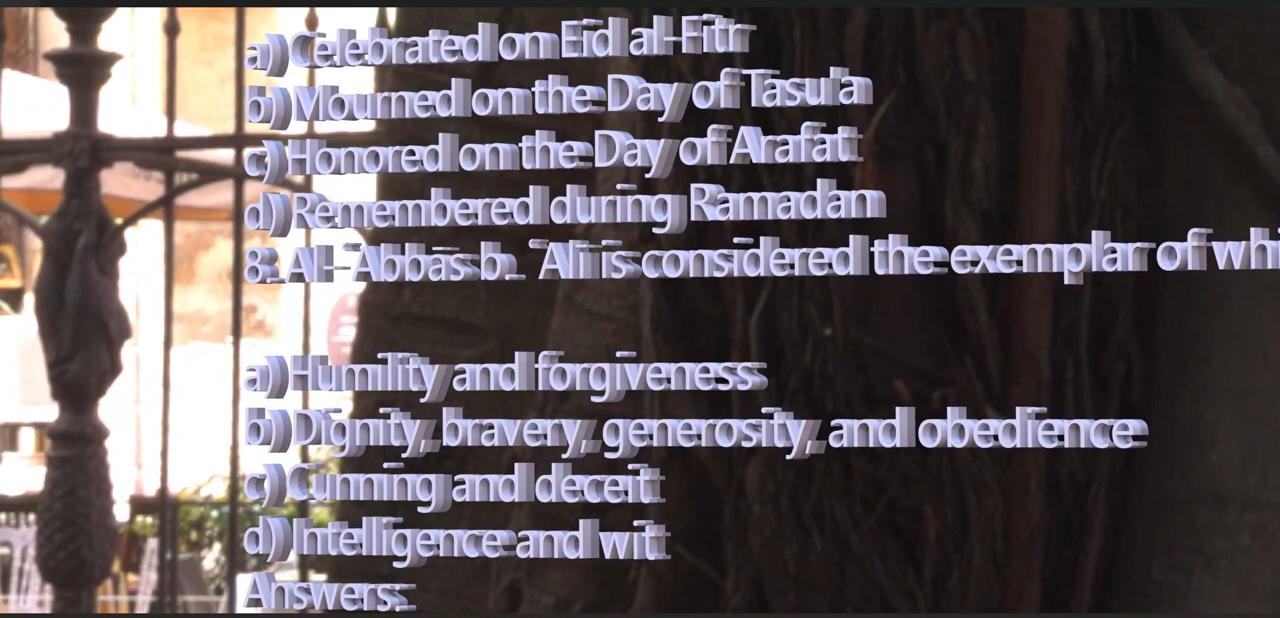 a) Celebrated on Eid al-Fitr
b) Mourned on the Day of Tasu'a
c) Honored on the Day of Arafat
d) Remembered during Ramadan
8. Al-Abbas b. Ali is considered the exemplar of
a) Humility and forgiveness
b) Dignity, bravery, generosity, and obedience
c) Cunning and deceit
d) Intelligence and wit
Answers: